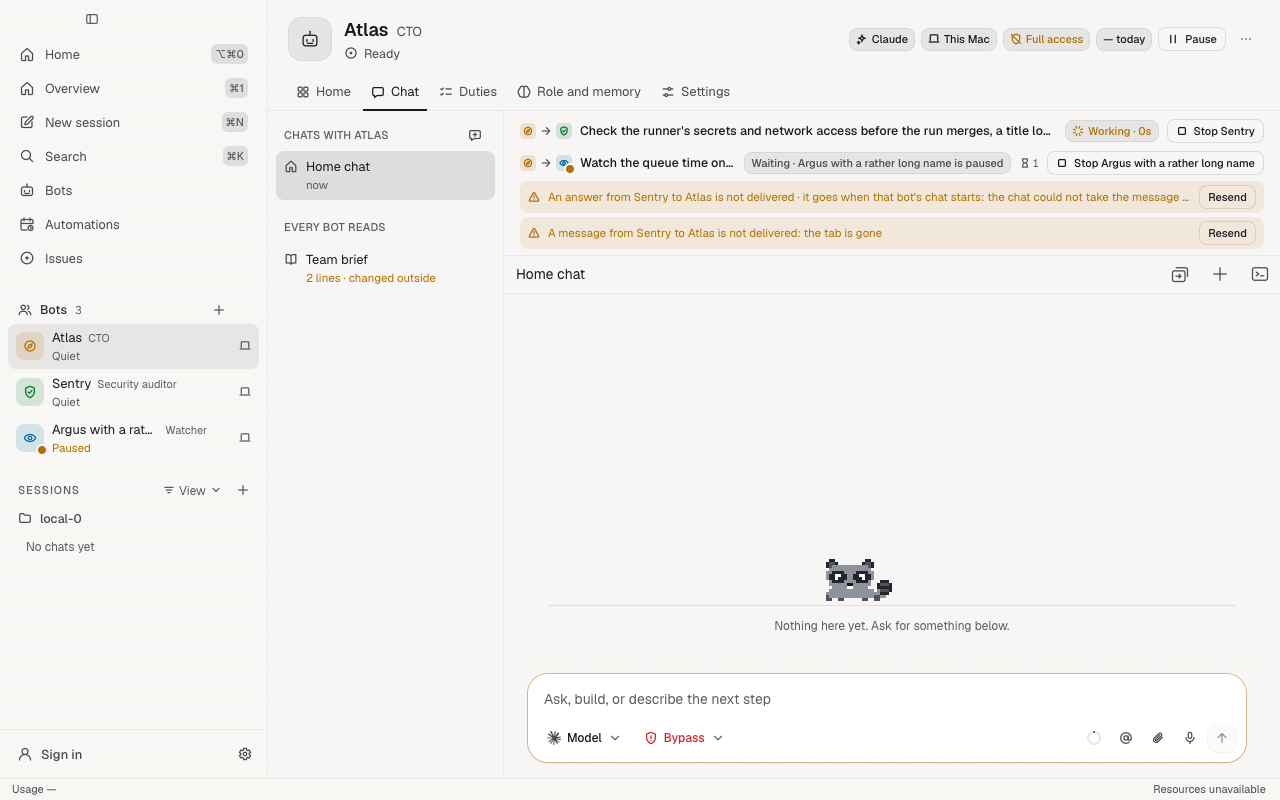 Home ⌥⌘0
Overview ⌘1
New session ⌘N
Search ⌘K
Bots
Automations
Issues
Bots 3
Atlas CTO
Quiet
Sentry Security auditor
Quiet
Argus with a rat… Watcher
Paused
SESSIONS View
local-0
No chats yet
Sign in
Usage —
Atlas CTO
Ready
Claude
This Mac
Full access
— today
Pause
Home
Chat
Duties
Role and memory
Settings
CHATS WITH ATLAS
Home chat
now
EVERY BOT READS
Team brief
2 lines · changed outside
Check the runner's secrets and network access before the run merges, a title lo… Working · 0s Stop Sentry
Watch the queue time on… Waiting · Argus with a rather long name is paused 1 Stop Argus with a rather long name
An answer from Sentry to Atlas is not delivered · it goes when that bot's chat starts: the chat could not take the message … Resend
A message from Sentry to Atlas is not delivered: the tab is gone Resend
Home chat
Nothing here yet. Ask for something below.
Ask, build, or describe the next step
Model Bypass
Resources unavailable